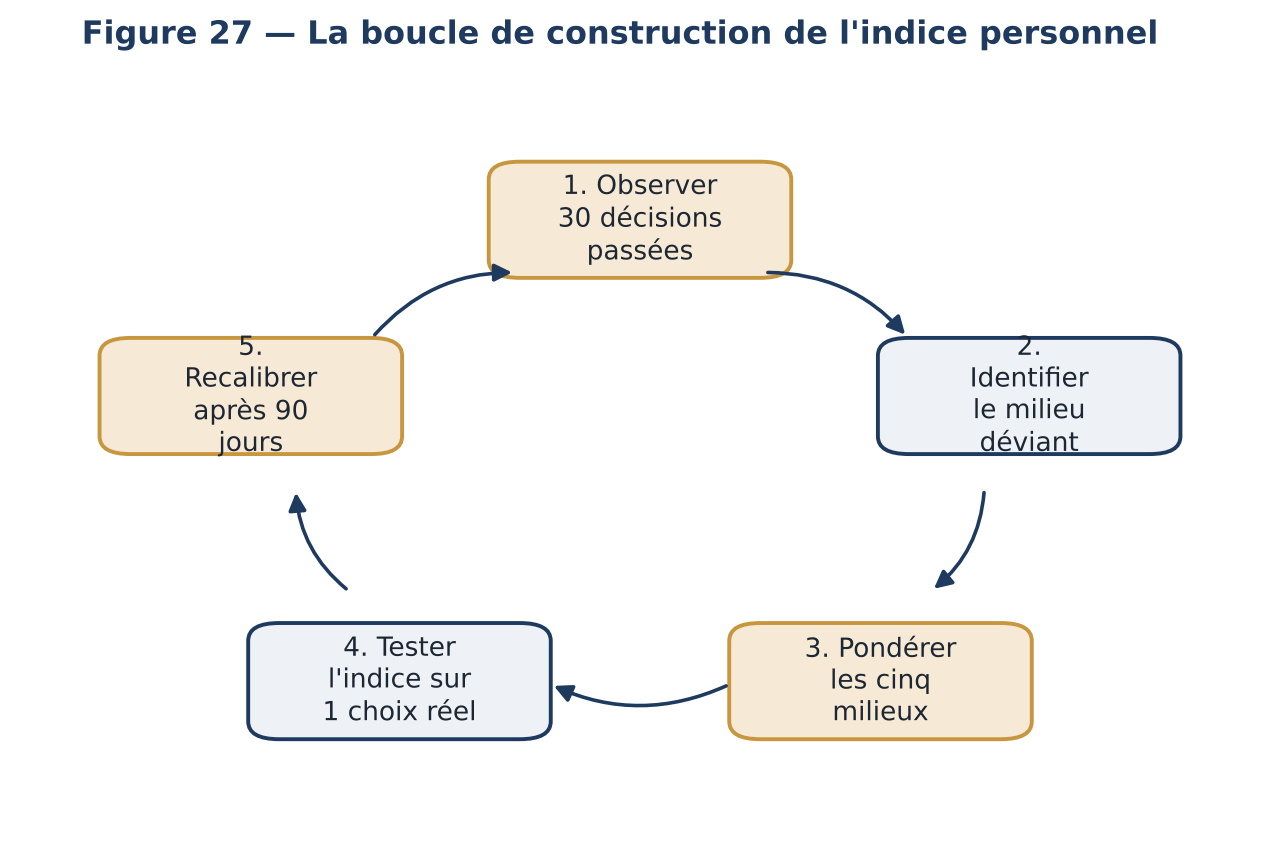 Figure 27 — La boucle de construction de l'indice personnel
1. Observer
30 décisions
passées
2.
Identifier
le milieu
déviant
3. Pondérer
les cinq
milieux
4. Tester
l'indice sur
1 choix réel
5.
Recalibrer
après 90
jours